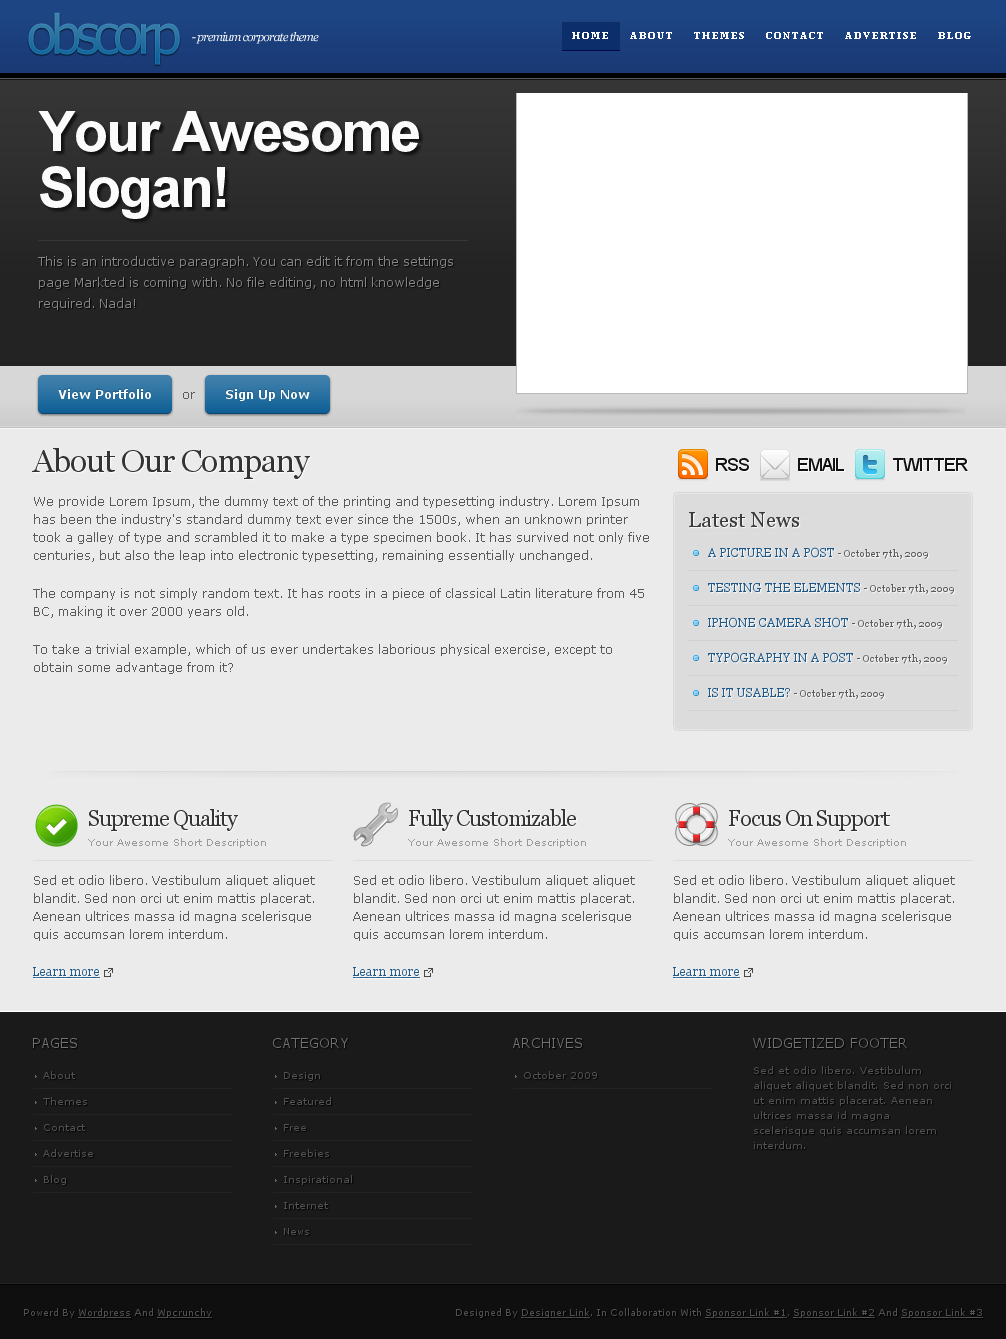 obscorp - premium corporate theme
HOME ABOUT THEMES CONTACT ADVERTISE BLOG
Your Awesome
Slogan!
This is an introductive paragraph. You can edit it from the settings
page Markted is coming with. No file editing, no html knowledge
required. Nada!
View Portfolio or Sign Up Now
About Our Company
We provide Lorem Ipsum, the dummy text of the printing and typesetting industry. Lorem Ipsum
has been the industry's standard dummy text ever since the 1500s, when an unknown printer
took a galley of type and scrambled it to make a type specimen book. It has survived not only five
centuries, but also the leap into electronic typesetting, remaining essentially unchanged.
The company is not simply random text. It has roots in a piece of classical Latin literature from 45
BC, making it over 2000 years old.
To take a trivial example, which of us ever undertakes laborious physical exercise, except to
obtain some advantage from it?
RSS EMAIL TWITTER
Latest News
A PICTURE IN A POST - October 7th, 2009
TESTING THE ELEMENTS - October 7th, 2009
IPHONE CAMERA SHOT - October 7th, 2009
TYPOGRAPHY IN A POST - October 7th, 2009
IS IT USABLE? - October 7th, 2009
Supreme Quality
Your Awesome Short Description
Sed et odio libero. Vestibulum aliquet aliquet
blandit. Sed non orci ut enim mattis placerat.
Aenean ultrices massa id magna scelerisque
quis accumsan lorem interdum.
Learn more
Fully Customizable
Your Awesome Short Description
Sed et odio libero. Vestibulum aliquet aliquet
blandit. Sed non orci ut enim mattis placerat.
Aenean ultrices massa id magna scelerisque
quis accumsan lorem interdum.
Learn more
Focus On Support
Your Awesome Short Description
Sed et odio libero. Vestibulum aliquet aliquet
blandit. Sed non orci ut enim mattis placerat.
Aenean ultrices massa id magna scelerisque
quis accumsan lorem interdum.
Learn more
PAGES
About
Themes
Contact
Advertise
Blog
CATEGORY
Design
Featured
Free
Freebies
Inspirational
Internet
News
ARCHIVES
October 2009
WIDGETIZED FOOTER
Sed et odio libero. Vestibulum
aliquet aliquet blandit. Sed non orci
ut enim mattis placerat. Aenean
ultrices massa id magna
scelerisque quis accumsan lorem
interdum.
Powerd By Wordpress And Wpcrunchy
Designed By Designer Link. In Collaboration With Sponsor Link #1, Sponsor Link #2 And Sponsor Link #3